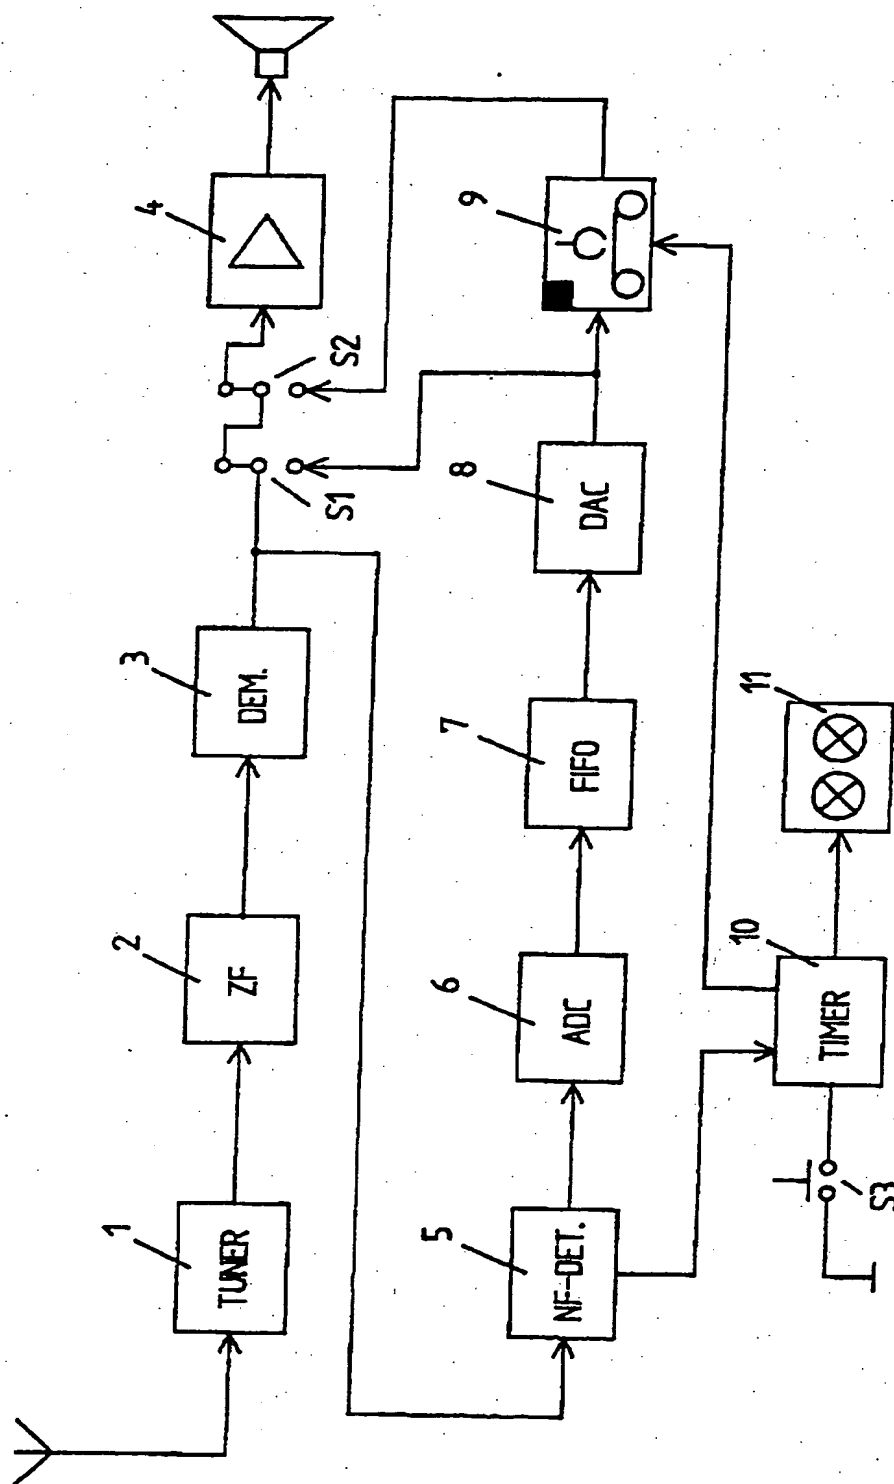 1
TUNER
2
ZF
3
DEM.
S1
S2
4
5
NF-DET.
6
ADC
7
FIFO
8
DAC
9
S3
10
TIMER
11